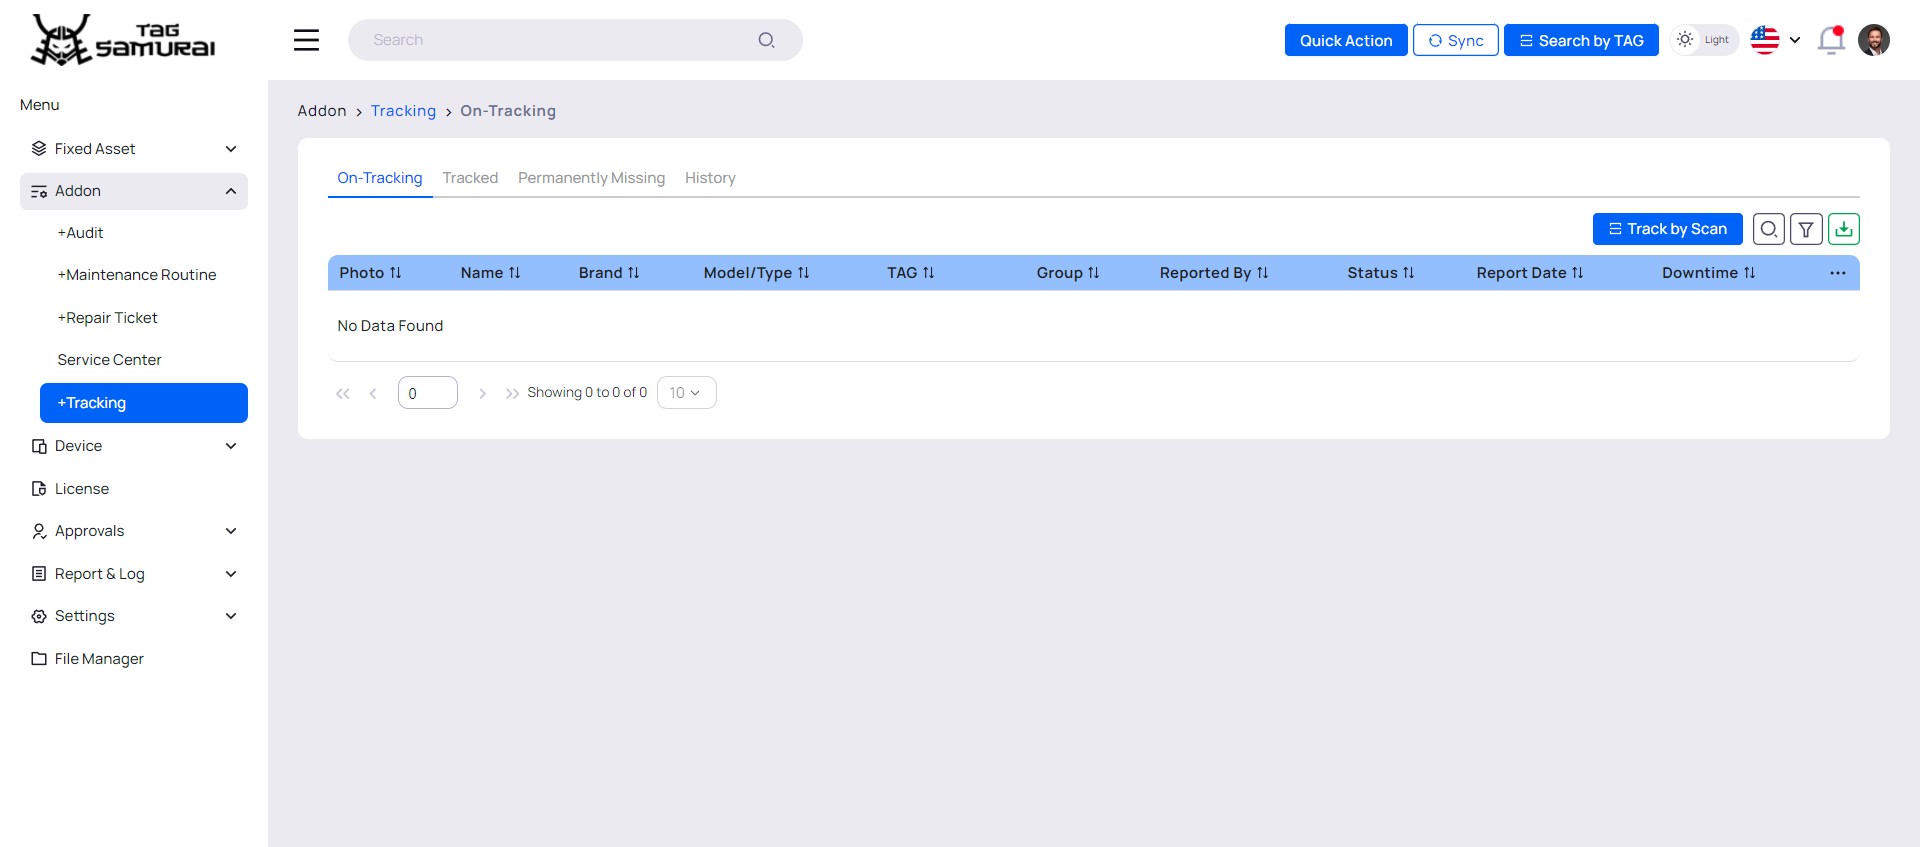 TAG
SAMURAI
Search
Quick Action
Sync
Search by TAG
Light
Menu
Fixed Asset
Addon
+Audit
+Maintenance Routine
+Repair Ticket
Service Center
+Tracking
Device
License
Approvals
Report & Log
Settings
File Manager
Addon > Tracking > On-Tracking
On-Tracking Tracked Permanently Missing History
Track by Scan
Photo Name Brand Model/Type TAG Group Reported By Status Report Date Downtime
No Data Found
0 Showing 0 to 0 of 0 10